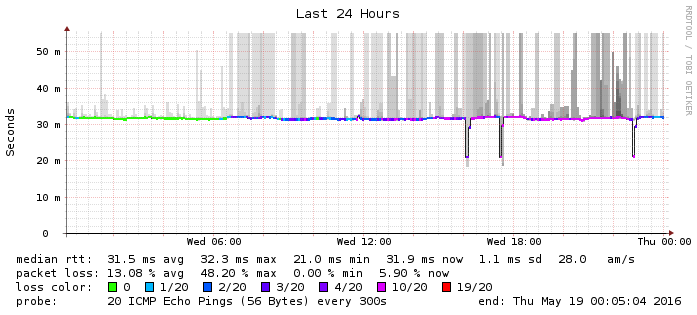 Last 24 Hours
RRDTOOL / TOBI OETIKER
Seconds
50 m
40 m
30 m
20 m
10 m
0
Wed 06:00 Wed 12:00 Wed 18:00 Thu 00:00
median rtt: 31.5 ms avg 32.3 ms max 21.0 ms min 31.9 ms now 1.1 ms sd 28.0 am/s
packet loss: 13.08 % avg 48.20 % max 0.00 % min 5.90 % now
loss color: 0 1/20 2/20 3/20 4/20 10/20 19/20
probe: 20 ICMP Echo Pings (56 Bytes) every 300s end: Thu May 19 00:05:04 2016